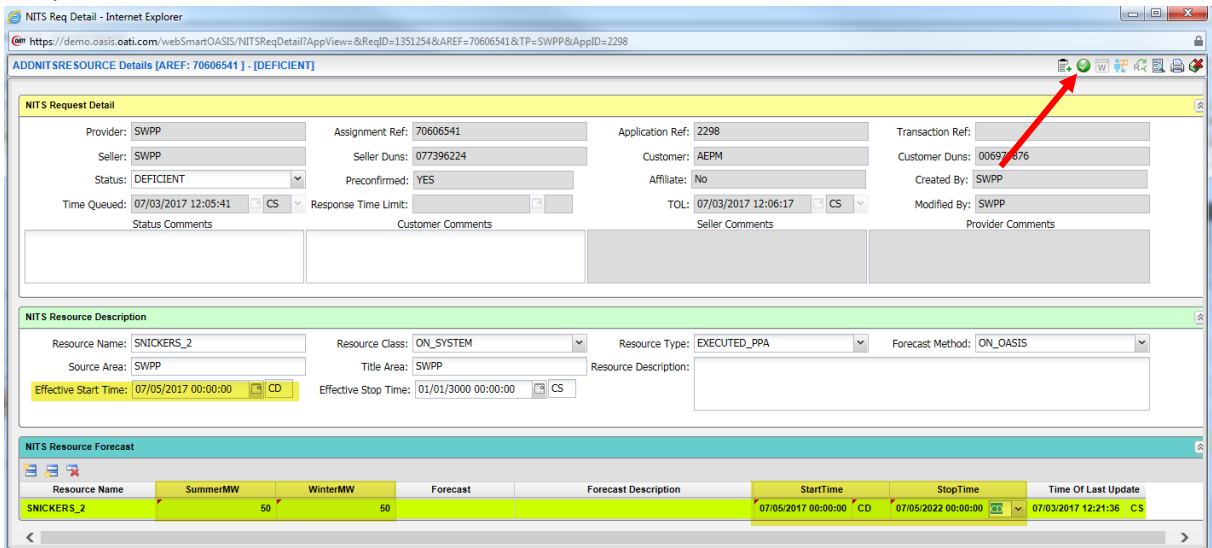 NITS Req Detail - Internet Explorer
https://demo.oasis.oati.com/webSmartOASIS/NITSReqDetail?AppView=&ReqID=1351254&AREF=70606541&TP=SWPP&AppID=2298
ADDNITSRESOURCE Details [AREF: 70606541 ] - [DEFICIENT]
NITS Request Detail
Provider: SWPP Assignment Ref: 70606541 Application Ref: 2298 Transaction Ref:
Seller: SWPP Seller Duns: 077396224 Customer: AEPM Customer Duns:
Status: DEFICIENT Preconfirmed: YES Affiliate: No Created By: SWPP
Time Queued: 07/03/2017 12:05:41 CS Response Time Limit: TOL: 07/03/2017 12:06:17 CS Modified By: SWPP
Status Comments Customer Comments Seller Comments Provider Comments
NITS Resource Description
Resource Name: SNICKERS_2 Resource Class: ON_SYSTEM Resource Type: EXECUTED_PPA Forecast Method: ON_OASIS
Source Area: SWPP Title Area: SWPP Resource Description:
Effective Start Time: 07/05/2017 00:00:00 CD Effective Stop Time: 01/01/3000 00:00:00 CS
NITS Resource Forecast
Resource Name SummerMW WinterMW Forecast Forecast Description StartTime StopTime Time Of Last Update
SNICKERS_2 50 50 07/05/2017 00:00:00 CD 07/05/2022 00:00:00 CD 07/03/2017 12:21:36 CS